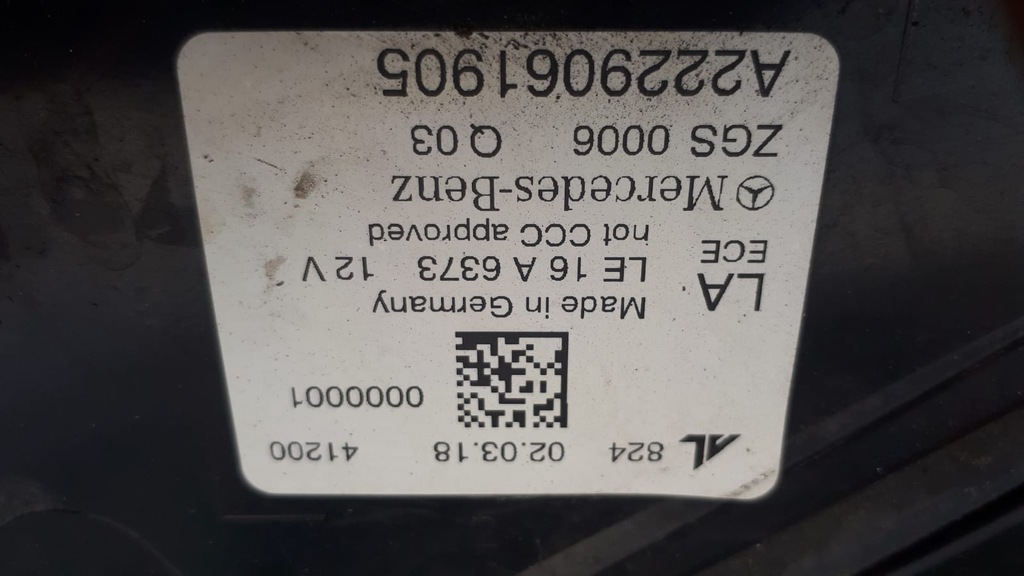 AL 824 02.03.18 41200
0000001
Made in Germany
LA LE 16 A 6373 12 V
ECE not CCC approved
Mercedes-Benz
ZGS 0006 Q 03
A2229061905